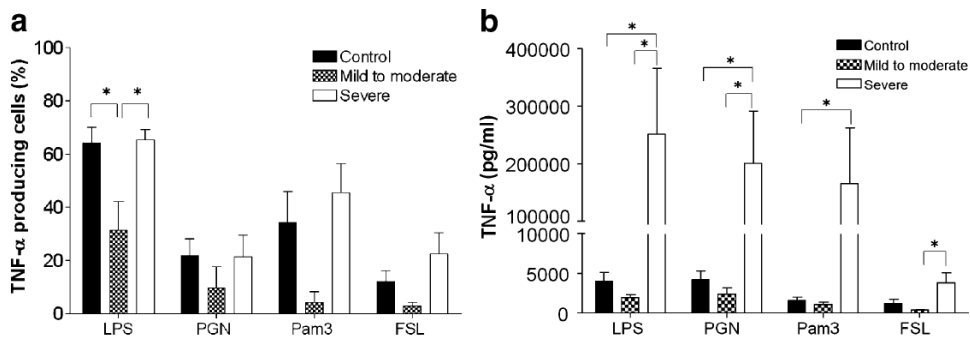 a
TNF-α producing cells (%)
100
80
60
40
20
0
Control
Mild to moderate
Severe
*
*
LPS
PGN
Pam3
FSL
b
TNF-α (pg/ml)
400000
300000
200000
100000
10000
5000
0
Control
Mild to moderate
Severe
*
*
*
*
*
*
LPS
PGN
Pam3
FSL